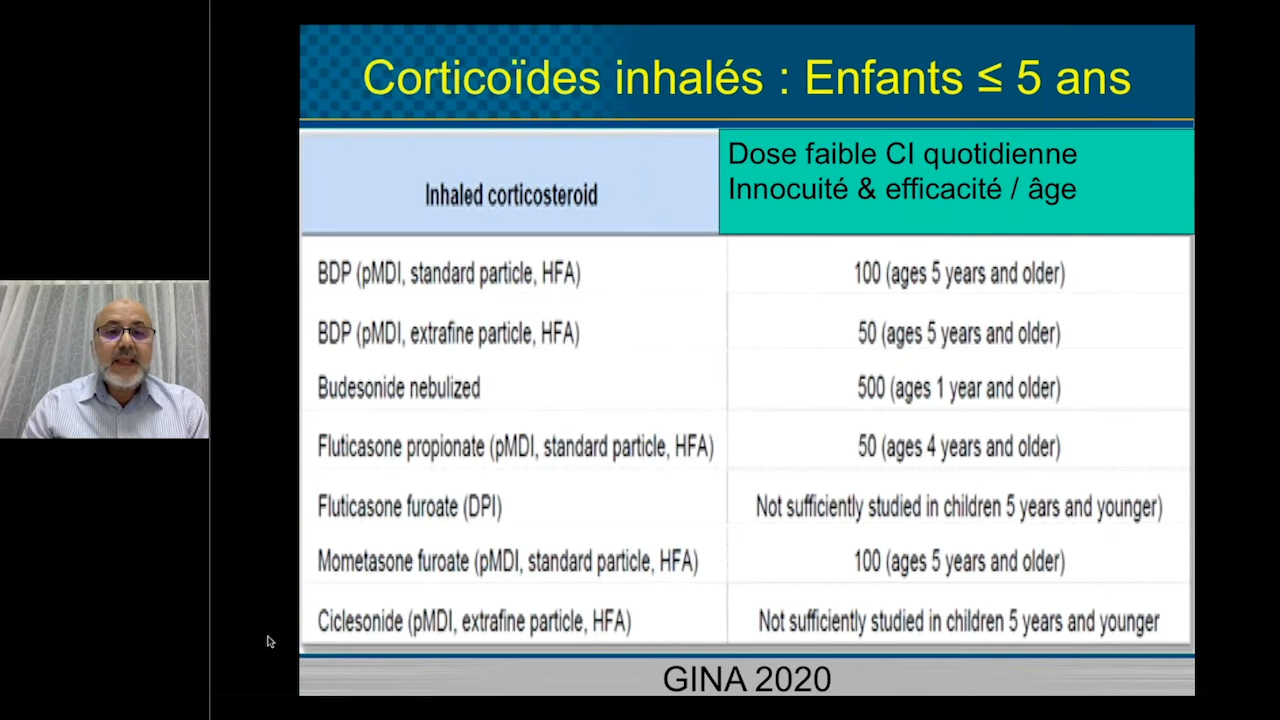 Corticoïdes inhalés : Enfants ≤ 5 ans
Inhaled corticosteroid
Dose faible CI quotidienne
Innocuité & efficacité / âge
BDP (pMDI, standard particle, HFA)
100 (ages 5 years and older)
BDP (pMDI, extrafine particle, HFA)
50 (ages 5 years and older)
Budesonide nebulized
500 (ages 1 year and older)
Fluticasone propionate (pMDI, standard particle, HFA)
50 (ages 4 years and older)
Fluticasone furoate (DPI)
Not sufficiently studied in children 5 years and younger)
Mometasone furoate (pMDI, standard particle, HFA)
100 (ages 5 years and older)
Ciclesonide (pMDI, extrafine particle, HFA)
Not sufficiently studied in children 5 years and younger
GINA 2020